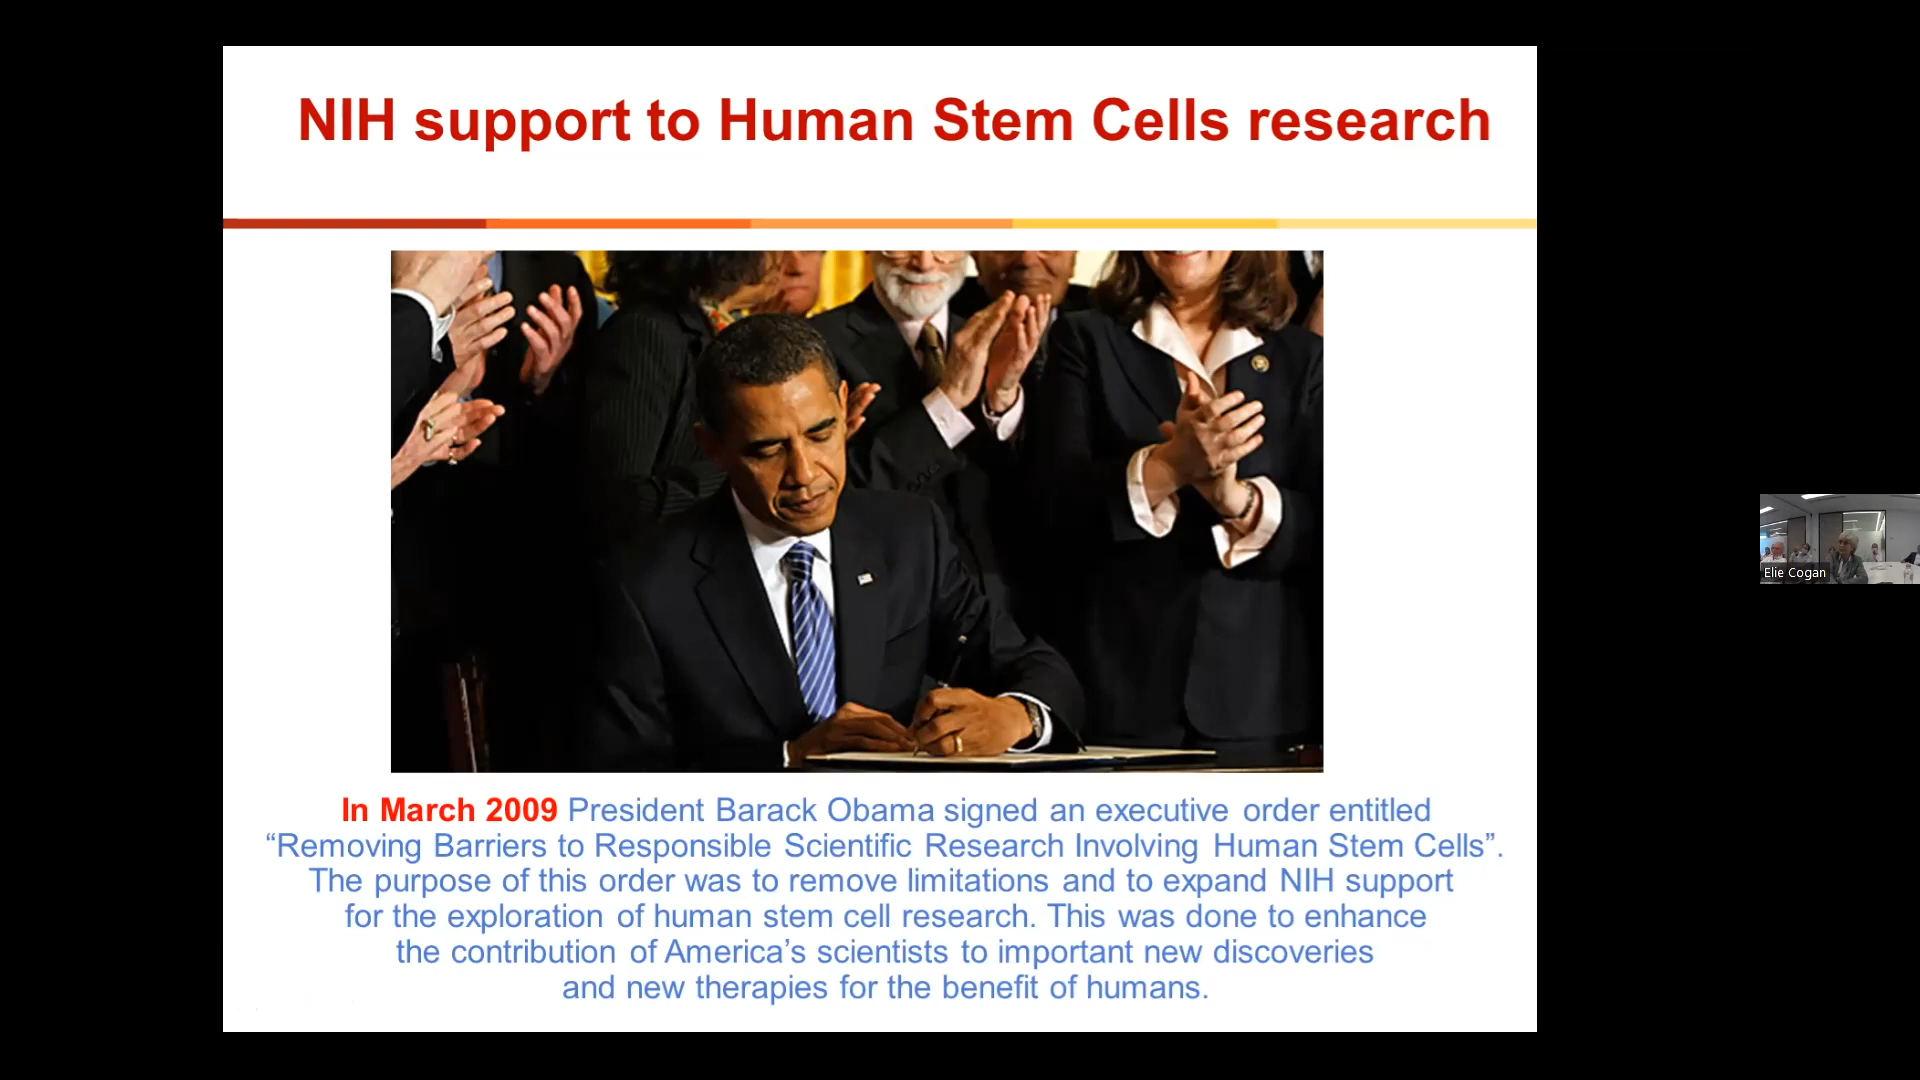 NIH support to Human Stem Cells research
In March 2009 President Barack Obama signed an executive order entitled
“Removing Barriers to Responsible Scientific Research Involving Human Stem Cells”.
The purpose of this order was to remove limitations and to expand NIH support
for the exploration of human stem cell research. This was done to enhance
the contribution of America’s scientists to important new discoveries
and new therapies for the benefit of humans.
Elie Cogan